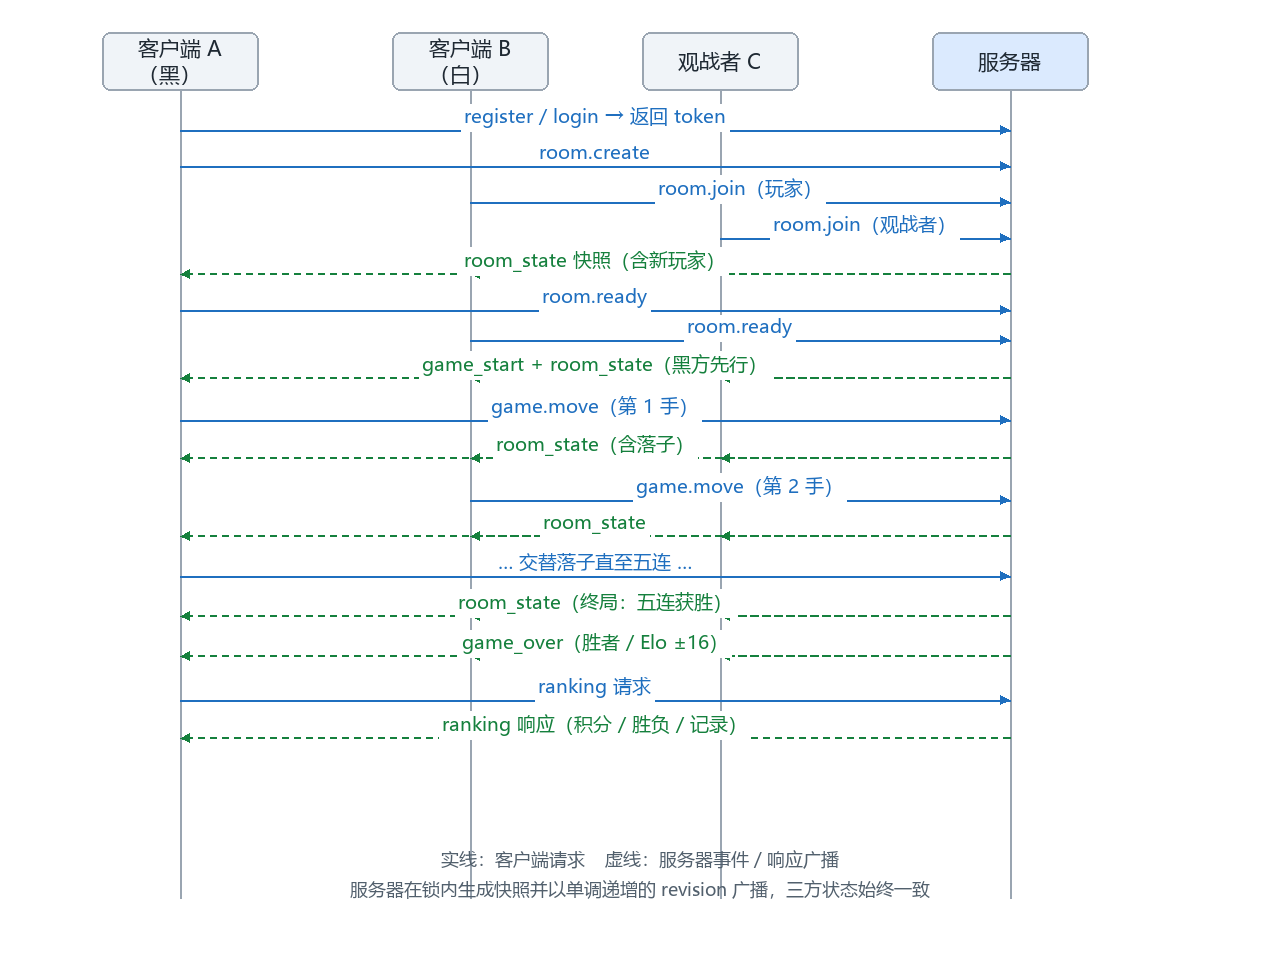 客户端 A
（黑）
客户端 B
（白）
观战者 C
服务器
register / login → 返回 token
room.create
room.join（玩家）
room.join（观战者）
room_state 快照（含新玩家）
room.ready
room.ready
game_start + room_state（黑方先行）
game.move（第 1 手）
room_state（含落子）
game.move（第 2 手）
room_state
... 交替落子直至五连 ...
room_state（终局：五连获胜）
game_over（胜者 / Elo ±16）
ranking 请求
ranking 响应（积分 / 胜负 / 记录）
实线：客户端请求　虚线：服务器事件 / 响应广播
服务器在锁内生成快照并以单调递增的 revision 广播，三方状态始终一致